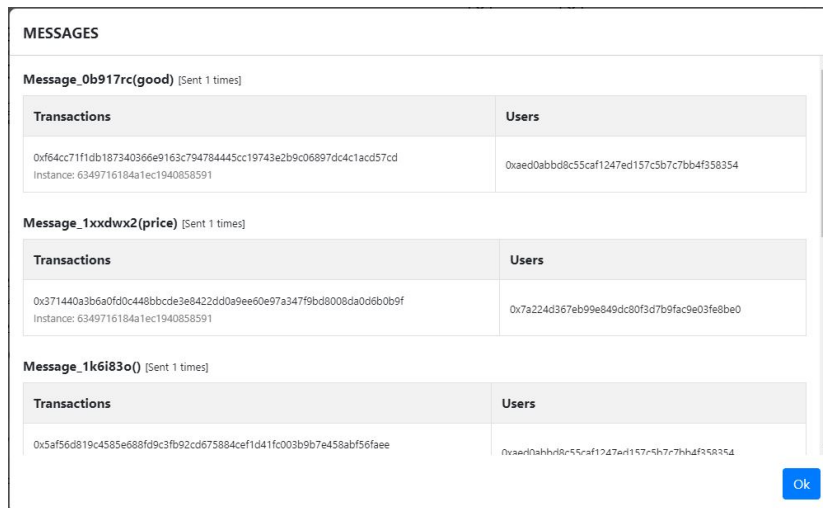 MESSAGES
Message_0b917rc(good) [Sent 1 times]
Transactions Users
0xf64cc71f1db187340366e9163c794784445cc19743e2b9c06897dc4c1acd57cd
Instance: 6349716184a1ec1940858591
0xaed0abbd8c55caf1247ed157c5b7c7bb4f358354
Message_1xxdwx2(price) [Sent 1 times]
Transactions Users
0x371440a3b6a0fd0c448bbcde3e8422dd0a9ee60e97a347f9bd8008da0d6b0b9f
Instance: 6349716184a1ec1940858591
0x7a224d367eb99e849dc80f3d7b9fac9e03fe8be0
Message_1k6i83o() [Sent 1 times]
Transactions Users
0x5af56d819c4585e688fd9c3fb92cd675884cef1d41fc003b9b7e458abf56faee
0xaed0abbd8c55caf1247ed157c5b7c7bb4f358354
Ok